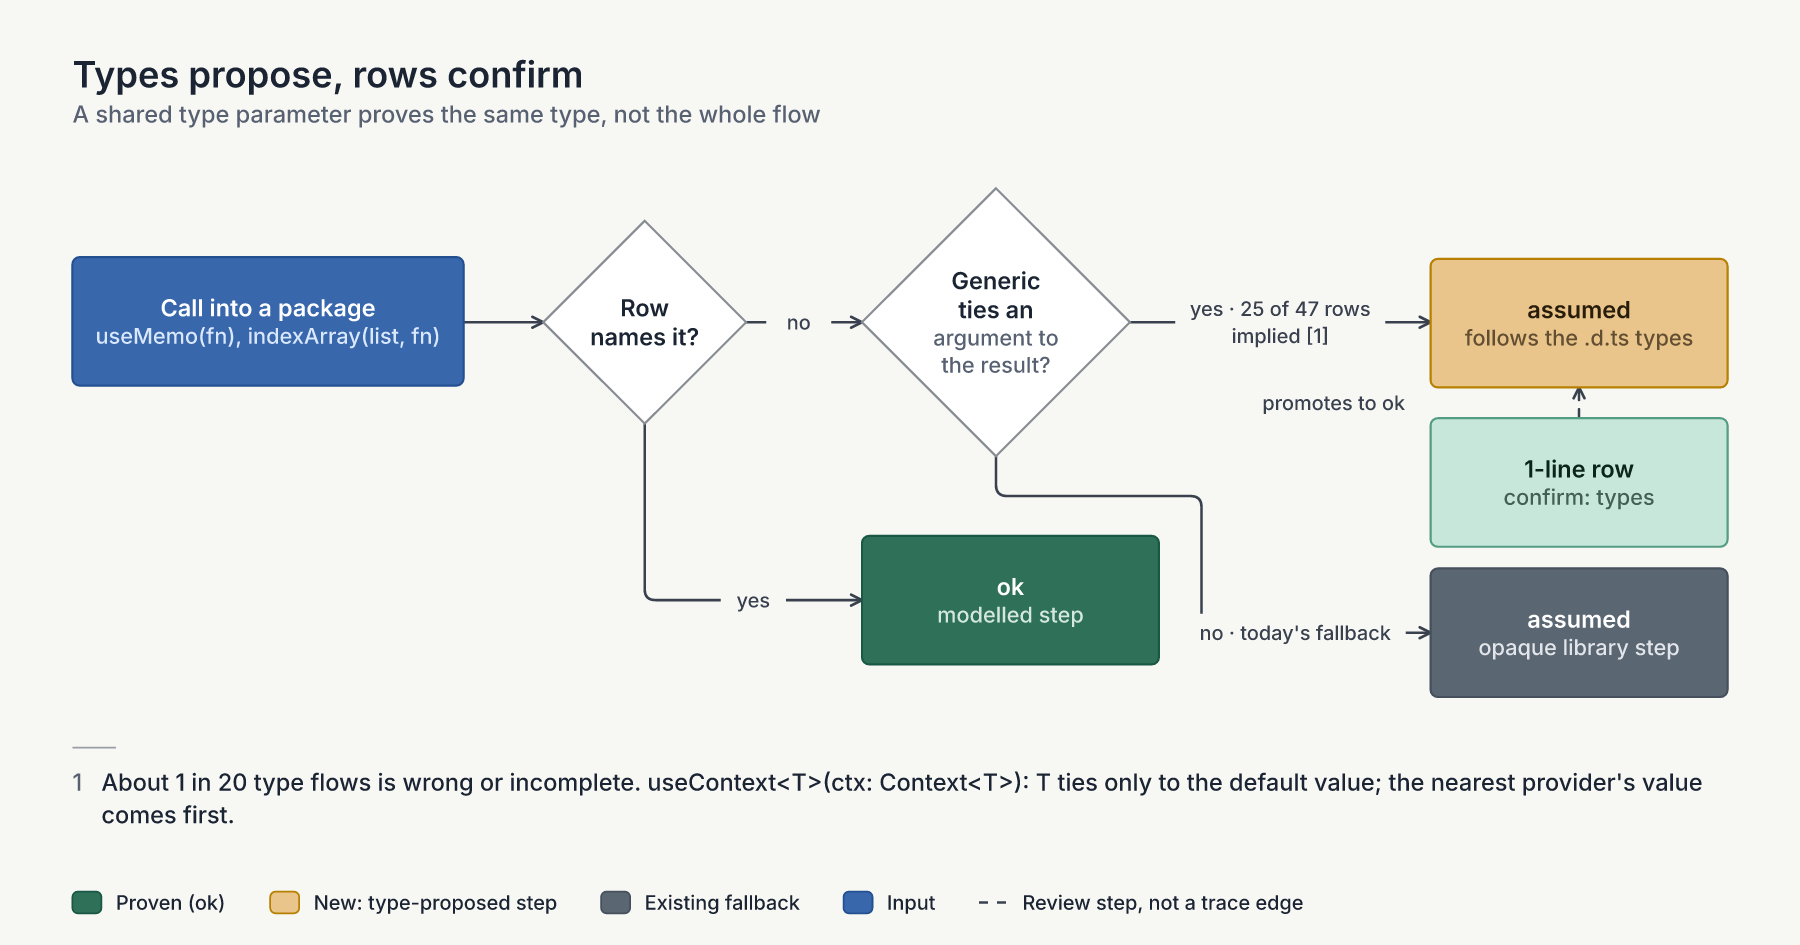 Types propose, rows confirm
A shared type parameter proves the same type, not the whole flow
Call into a package
useMemo(fn), indexArray(list, fn)
Row
names it?
no
Generic
ties an
argument to
the result?
yes · 25 of 47 rows
implied [1]
assumed
follows the .d.ts types
promotes to ok
1-line row
confirm: types
yes
ok
modelled step
no · today's fallback
assumed
opaque library step
1 About 1 in 20 type flows is wrong or incomplete. useContext<T>(ctx: Context<T>): T ties only to the default value; the nearest provider's value
comes first.
Proven (ok)
New: type-proposed step
Existing fallback
Input
Review step, not a trace edge